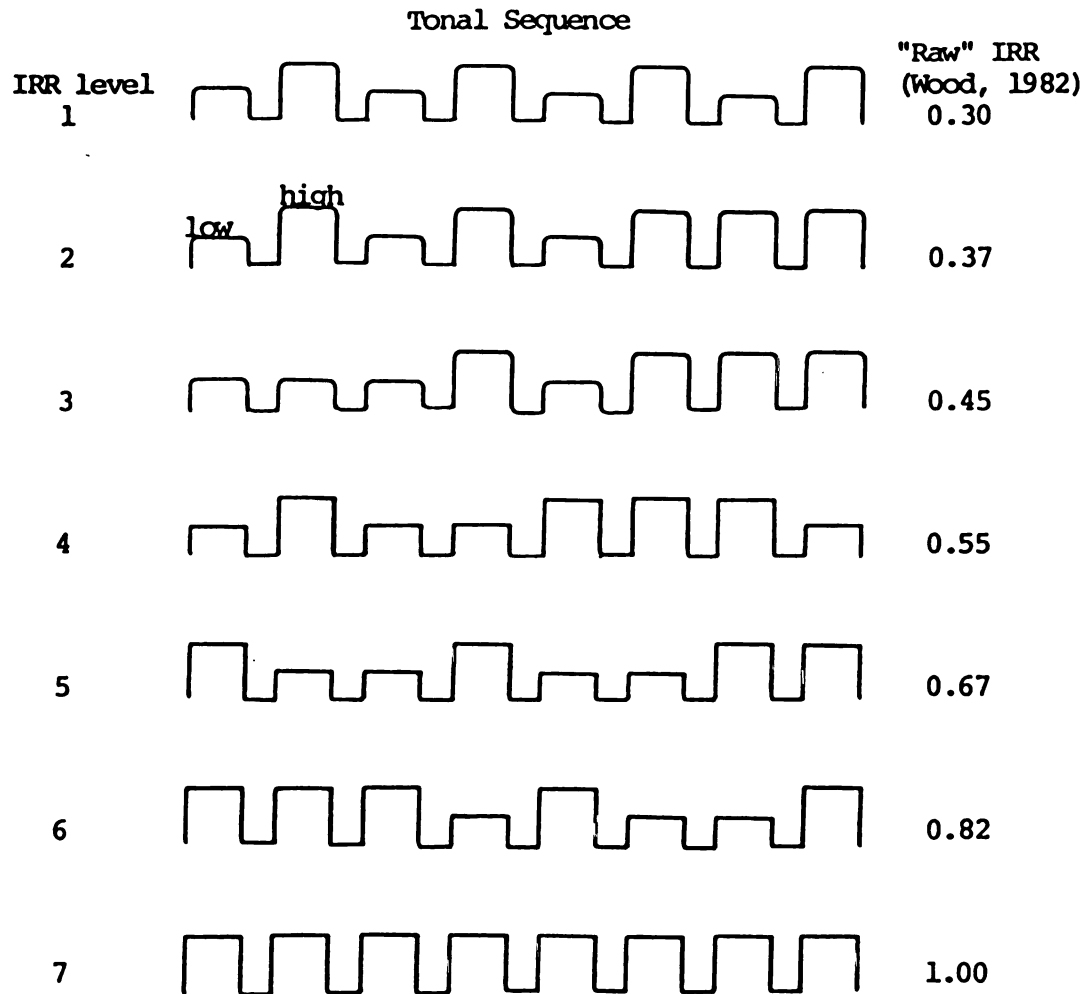 Tonal Sequence
IRR level
"Raw" IRR
(Wood, 1982)
1
0.30
high
low
2
0.37
3
0.45
4
0.55
5
0.67
6
0.82
7
1.00